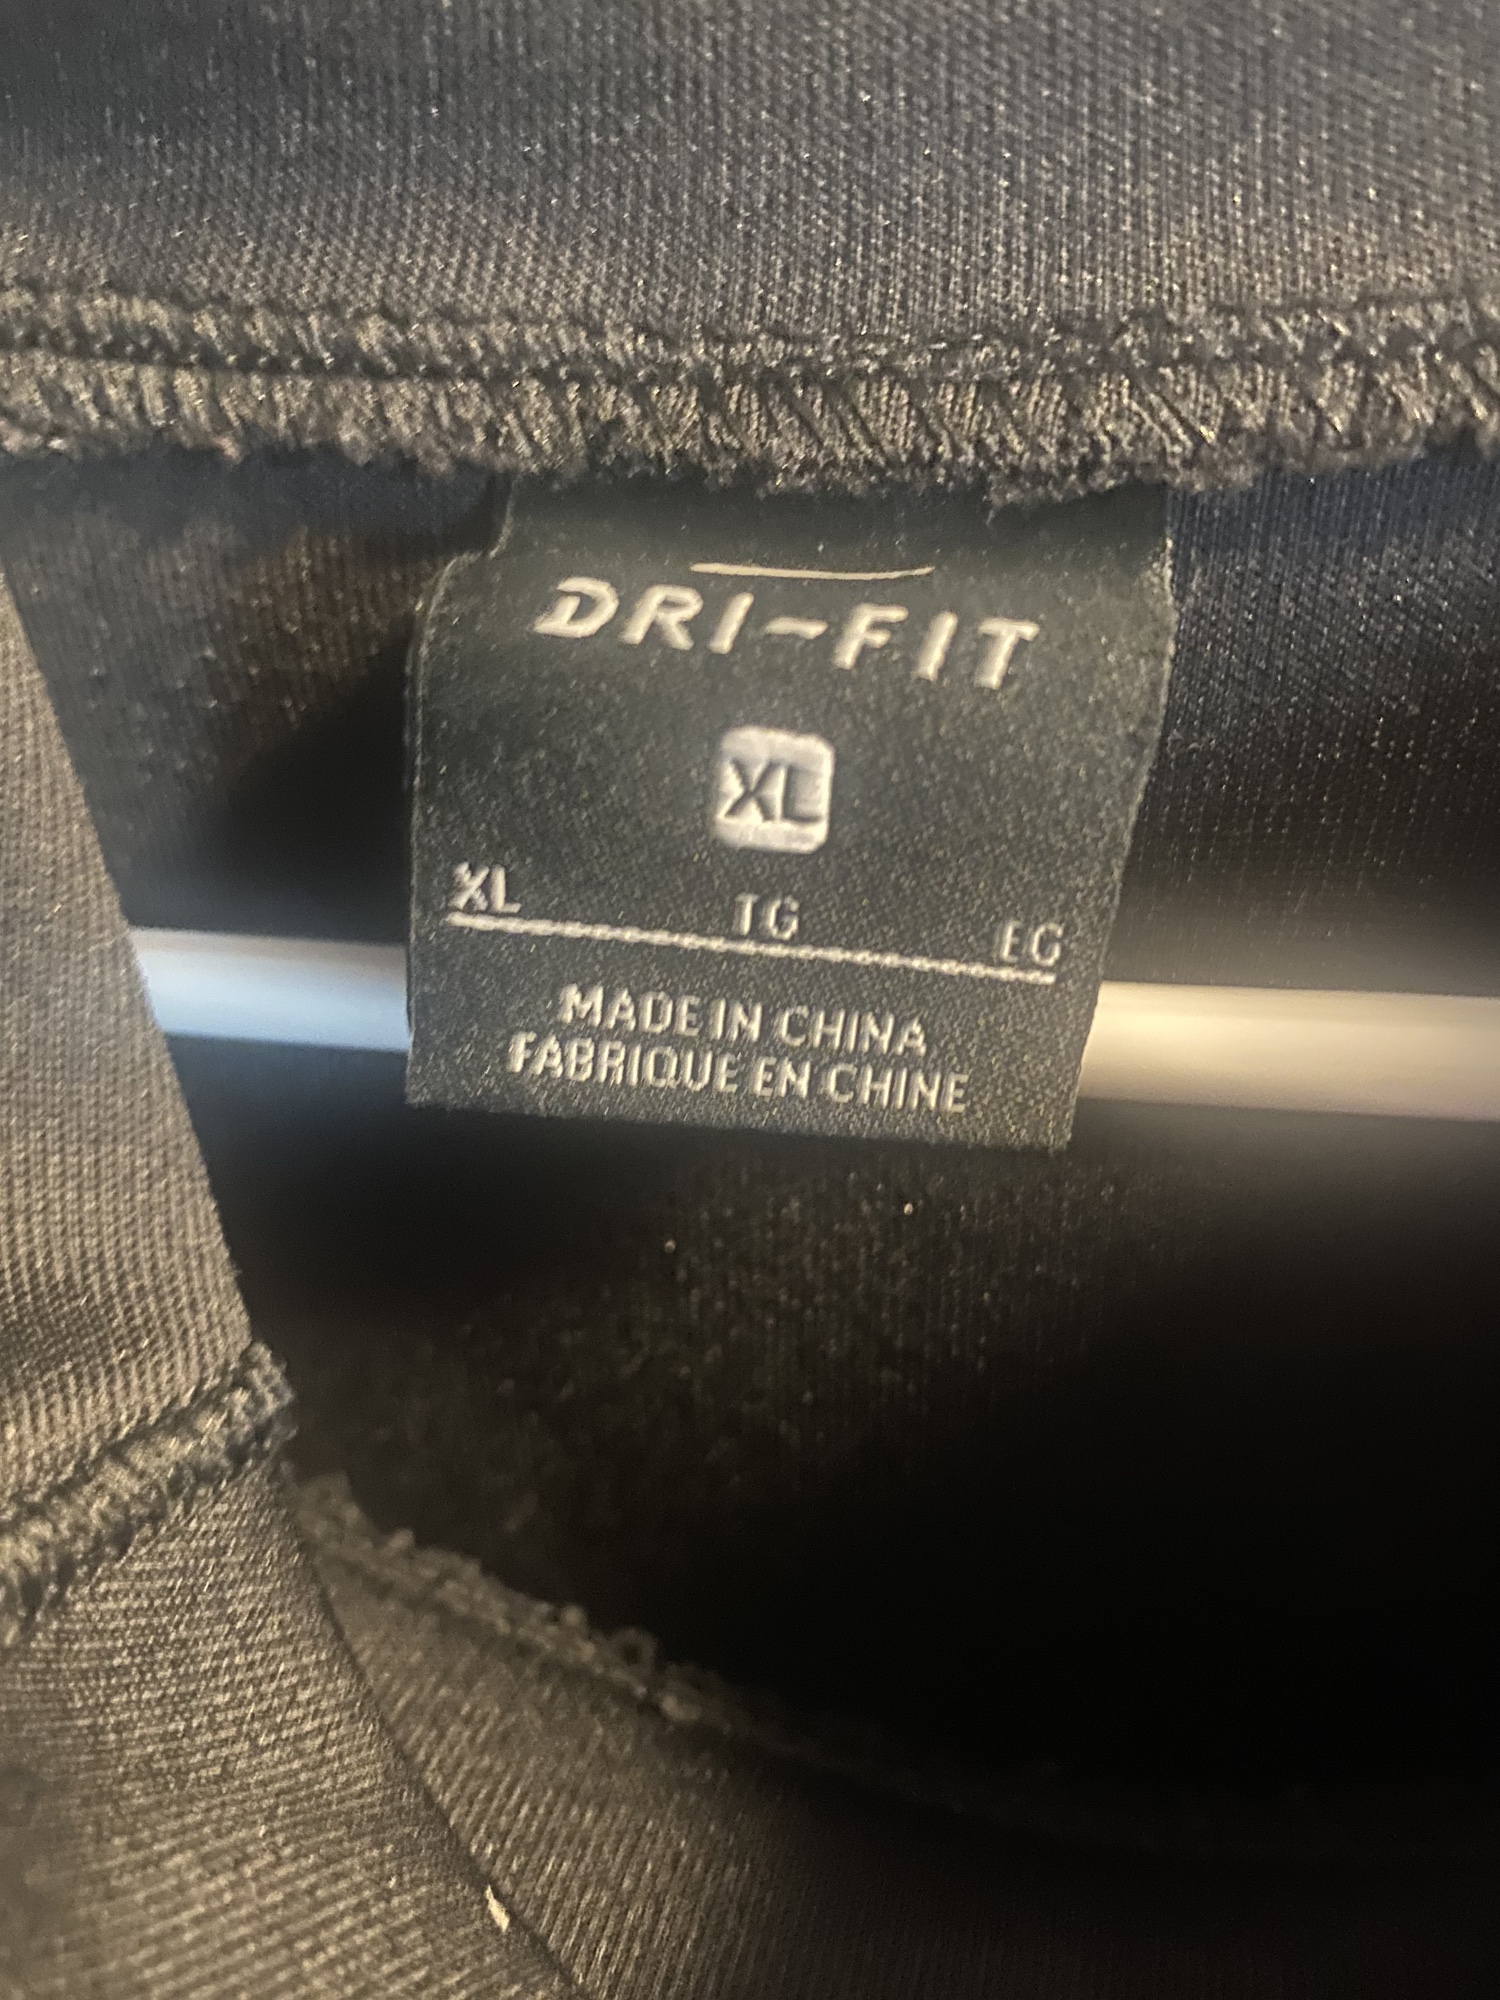 DRI-FIT
XL
XL TG EG
MADE IN CHINA
FABRIQUE EN CHINE